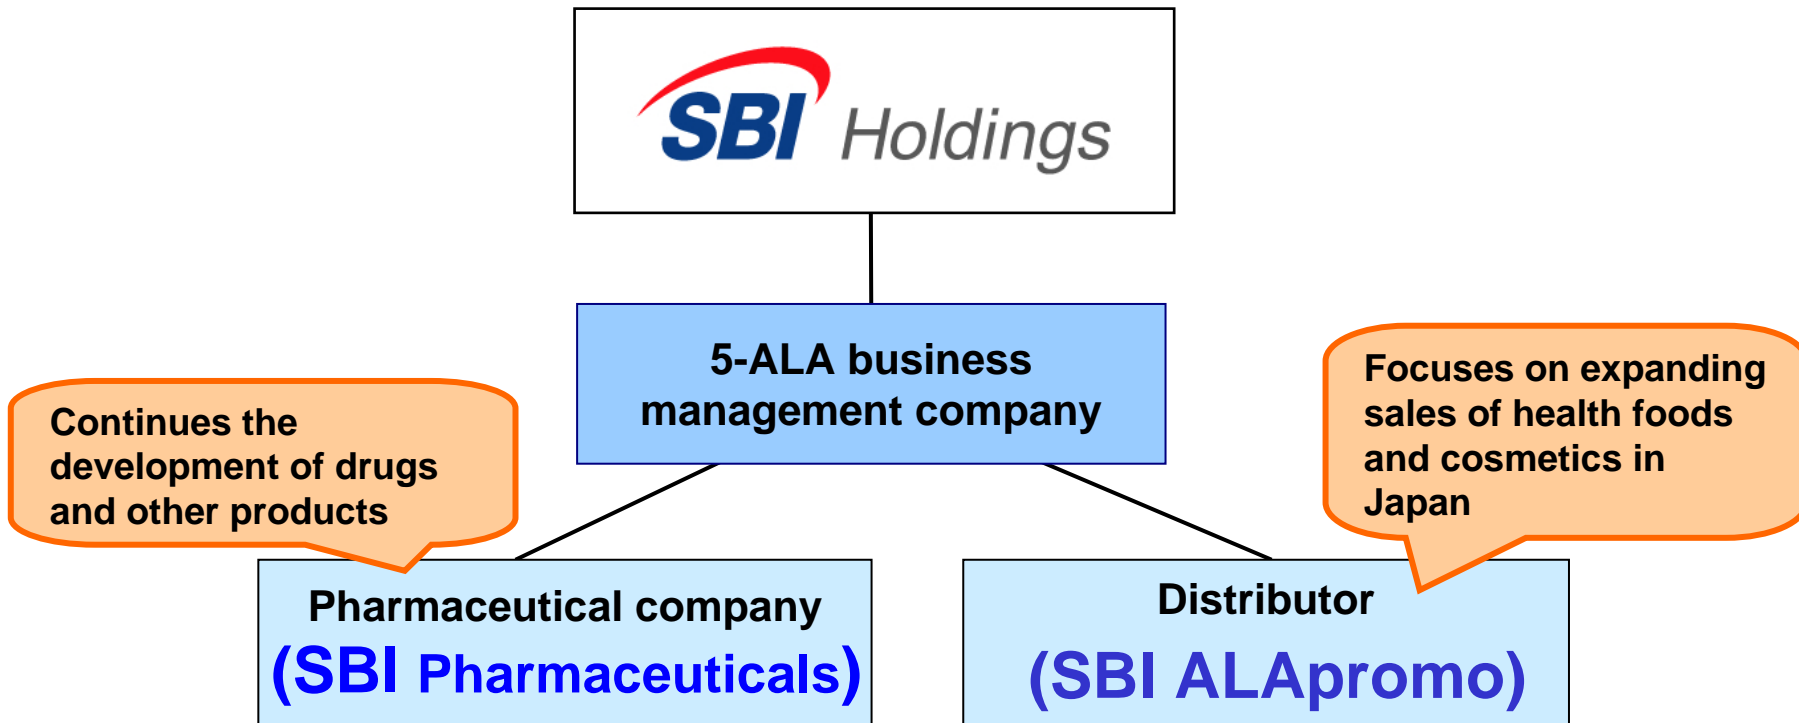 SBI Holdings
5-ALA business
management company
Continues the
development of drugs
and other products
Focuses on expanding
sales of health foods
and cosmetics in
Japan
Pharmaceutical company
(SBI Pharmaceuticals)
Distributor
(SBI ALApromo)